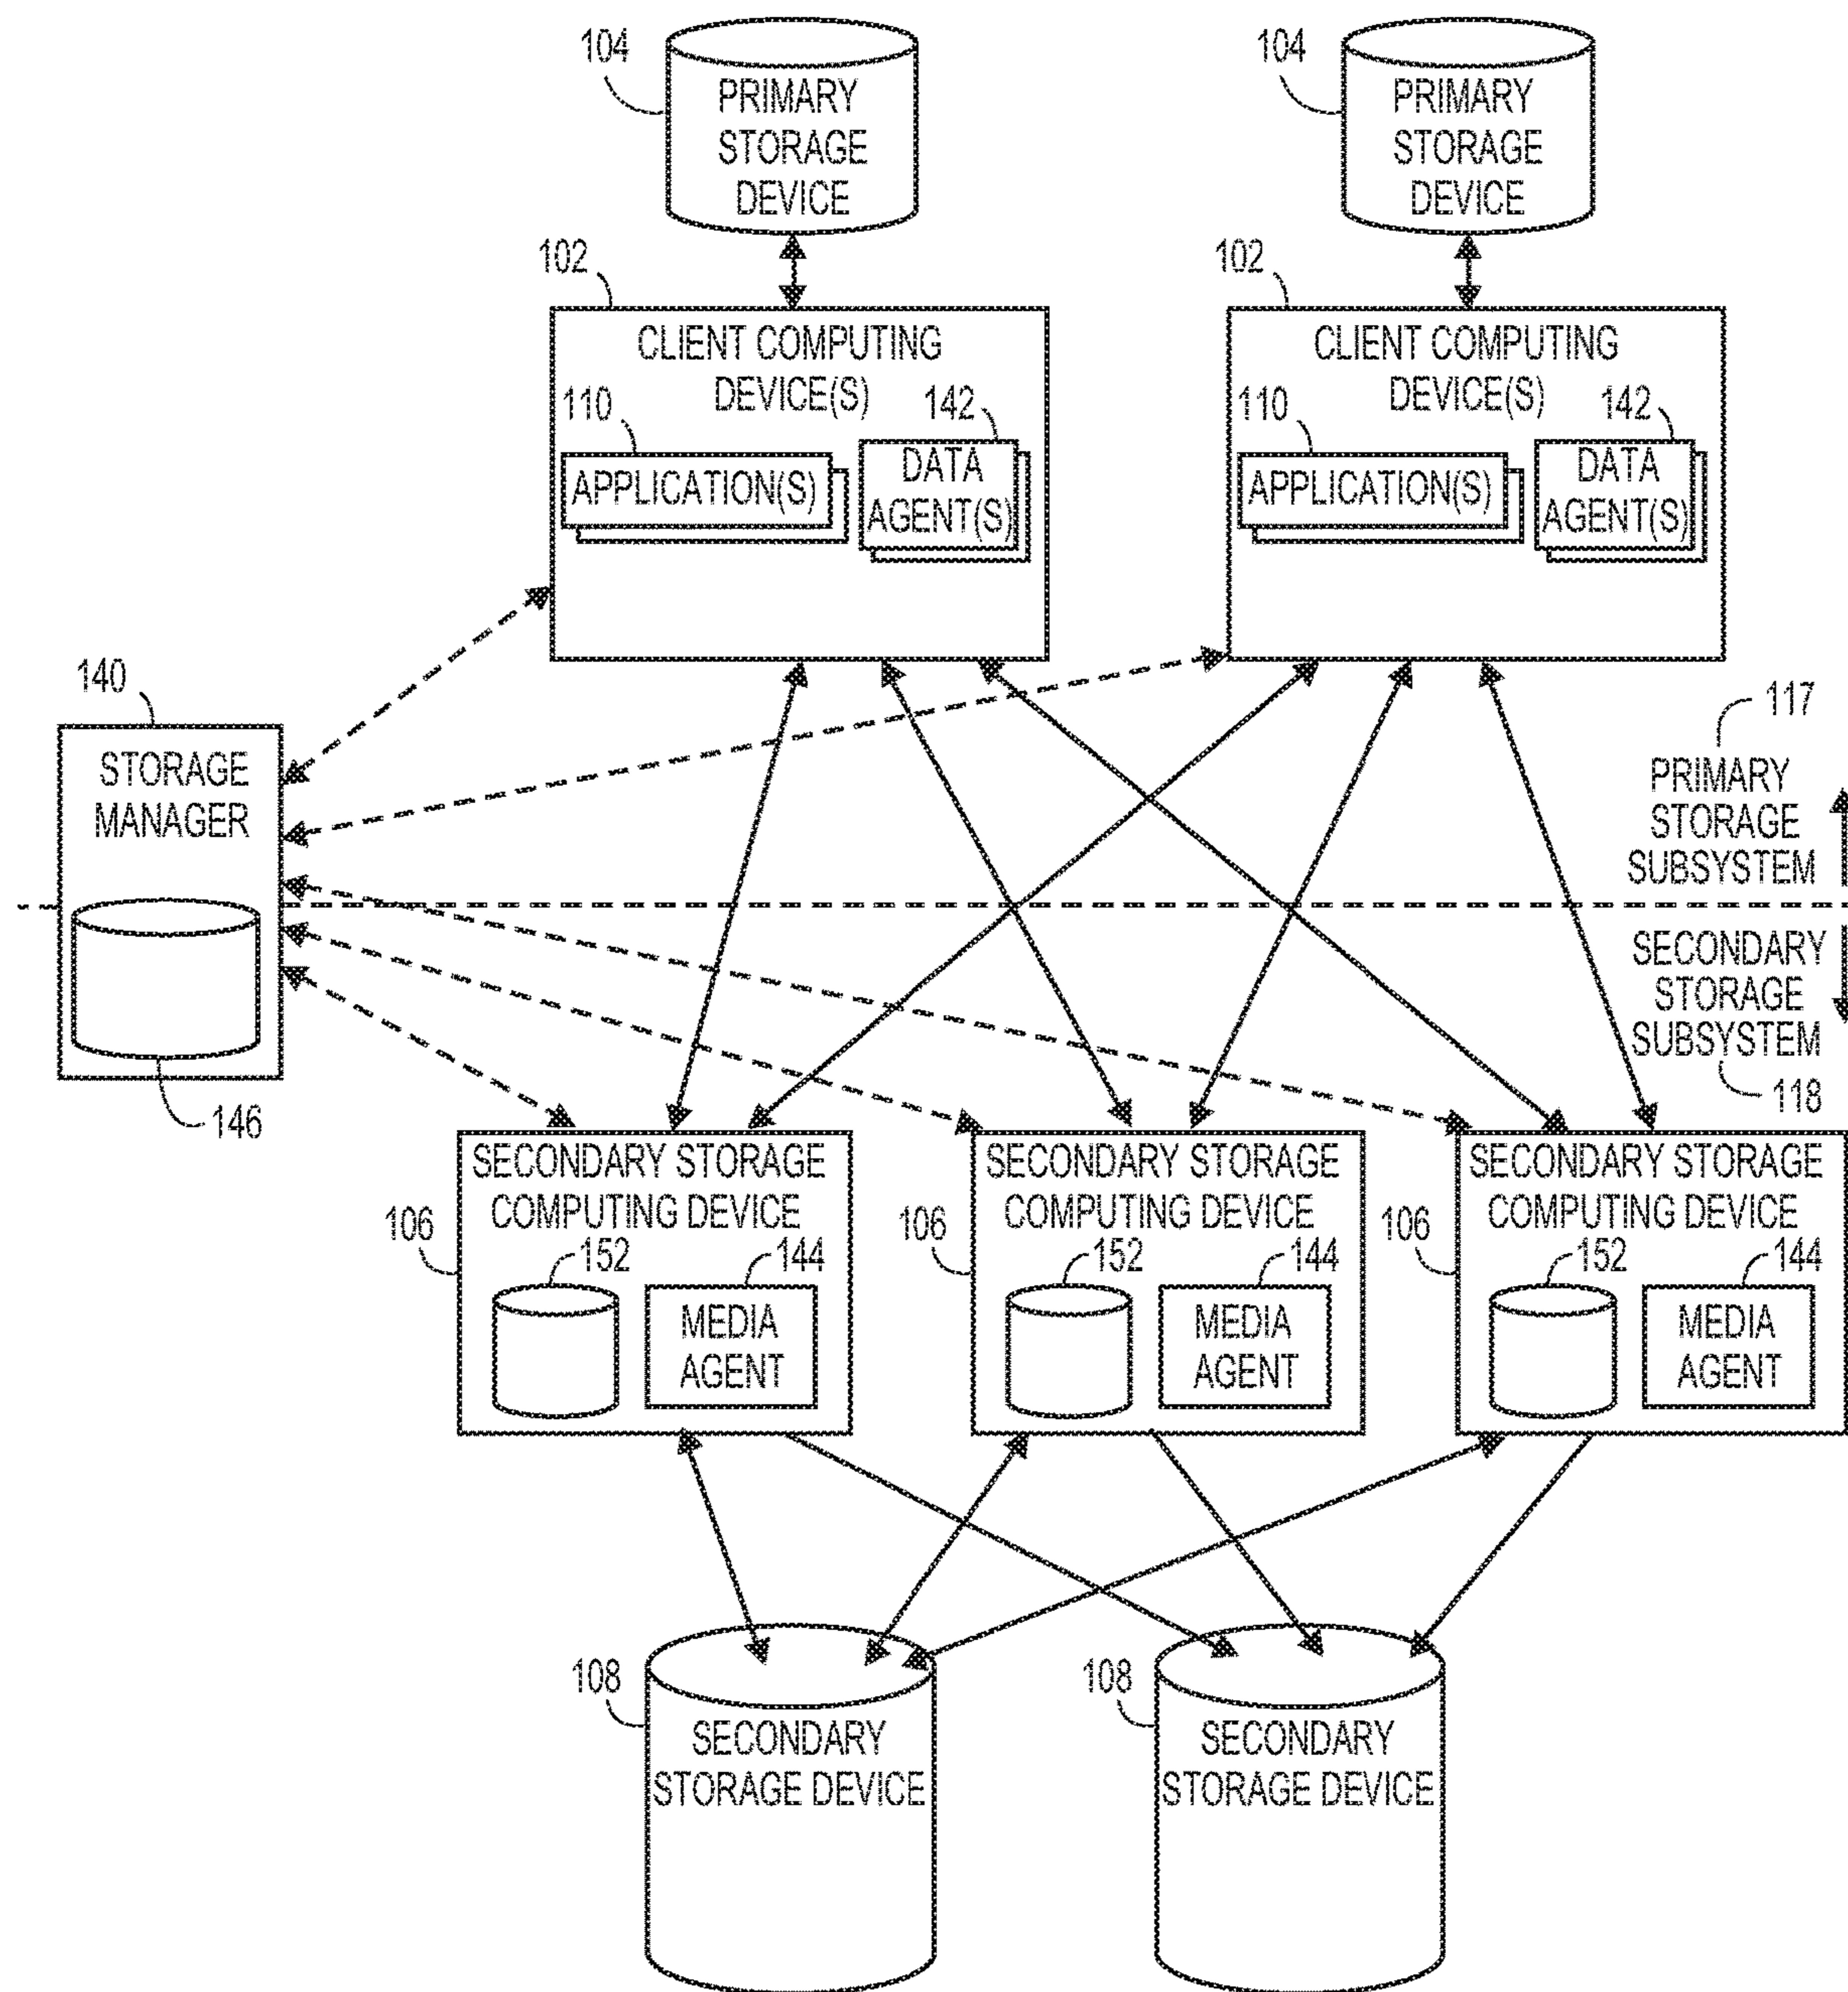 104
PRIMARY
STORAGE
DEVICE
104
PRIMARY
STORAGE
DEVICE
102
CLIENT COMPUTING
DEVICE(S)
110
142
APPLICATION(S)
DATA
AGENT(S)
102
CLIENT COMPUTING
DEVICE(S)
110
142
APPLICATION(S)
DATA
AGENT(S)
140
STORAGE
MANAGER
146
117
PRIMARY
STORAGE
SUBSYSTEM
SECONDARY
STORAGE
SUBSYSTEM
118
106
SECONDARY STORAGE
COMPUTING DEVICE
152
144
MEDIA
AGENT
106
SECONDARY STORAGE
COMPUTING DEVICE
152
144
MEDIA
AGENT
106
SECONDARY STORAGE
COMPUTING DEVICE
152
144
MEDIA
AGENT
108
SECONDARY
STORAGE DEVICE
108
SECONDARY
STORAGE DEVICE